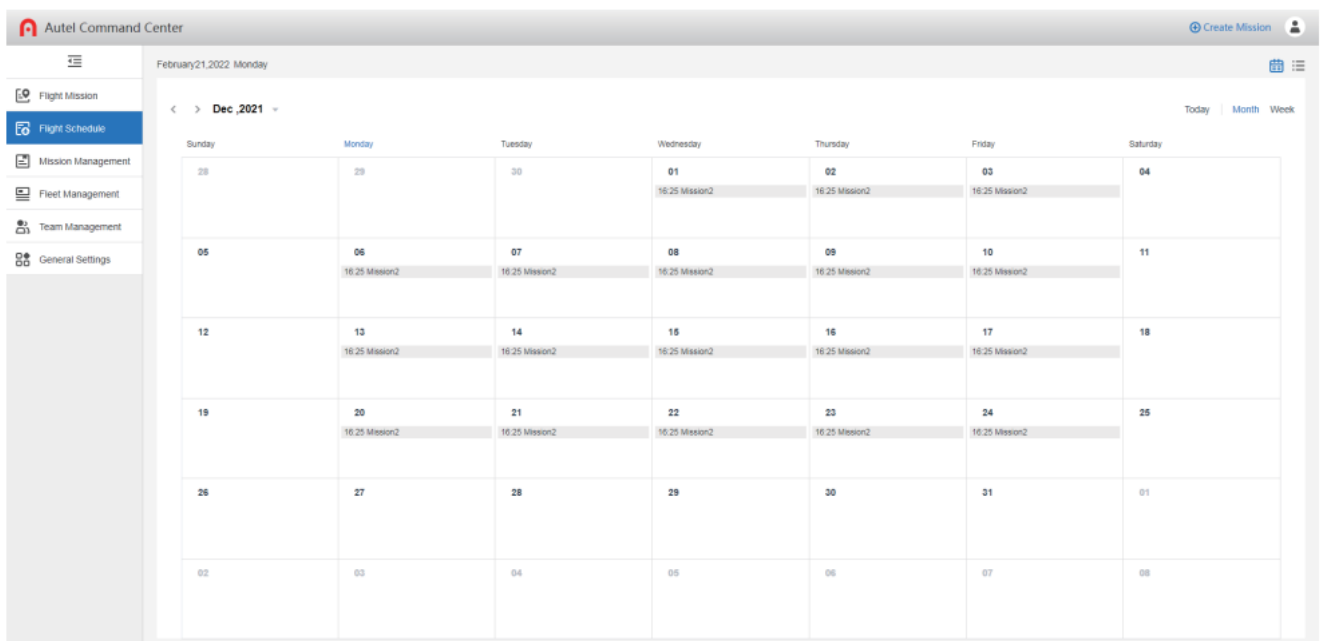 Autel Command Center
Create Mission
February21,2022 Monday
Flight Mission
Flight Schedule
Mission Management
Fleet Management
Team Management
General Settings
< > Dec ,2021
Today | Month Week
Sunday Monday Tuesday Wednesday Thursday Friday Saturday
28 29 30 01 02 03 04
16:25 Mission2 16:25 Mission2 16:25 Mission2
05 06 07 08 09 10 11
16:25 Mission2 16:25 Mission2 16:25 Mission2 16:25 Mission2 16:25 Mission2
12 13 14 15 16 17 18
16:25 Mission2 16:25 Mission2 16:25 Mission2 16:25 Mission2 16:25 Mission2
19 20 21 22 23 24 25
16:25 Mission2 16:25 Mission2 16:25 Mission2 16:25 Mission2 16:25 Mission2
26 27 28 29 30 31 01
02 03 04 05 06 07 08